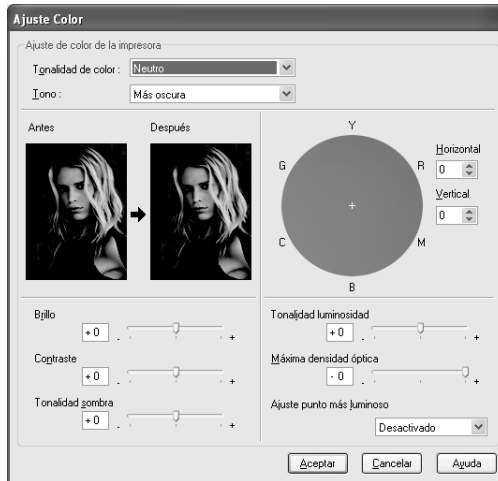 Ajuste Color
Ajuste de color de la impresora
Tonalidad de color :
Neutro
Tono :
Más oscura
Antes
Después
Y
G
R
C
M
B
Horizontal
0
Vertical
0
Brillo
+ 0
- +
Contraste
+ 0
- +
Tonalidad sombra
+ 0
- +
Tonalidad luminosidad
+ 0
- +
Máxima densidad óptica
- 0
- +
Ajuste punto más luminoso
Desactivado
Aceptar
Cancelar
Ayuda